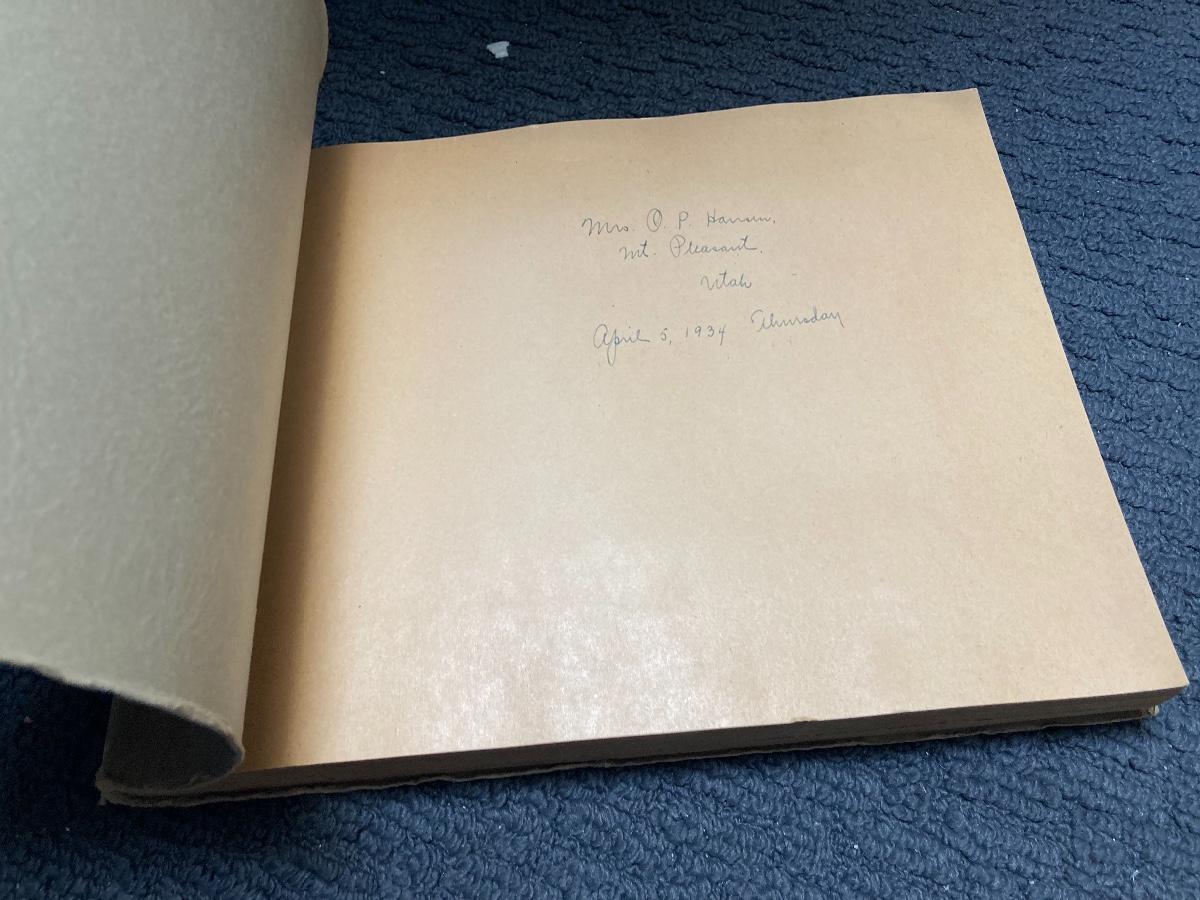 Mrs. O. P. Hansen,
Mt. Pleasant,
Utah
April 5, 1934 Thursday